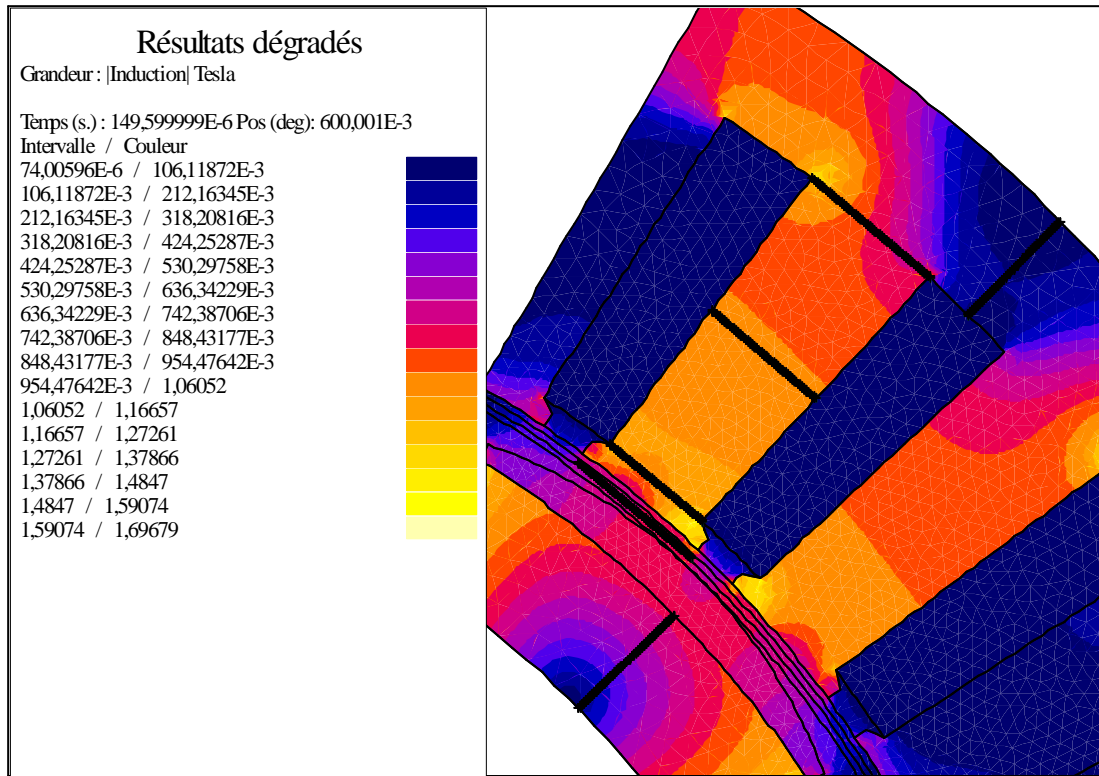 Résultats dégradés
Grandeur : |Induction| Tesla
Temps (s.) : 149,599999E-6 Pos (deg): 600,001E-3
Intervalle / Couleur
74,00596E-6 / 106,11872E-3
106,11872E-3 / 212,16345E-3
212,16345E-3 / 318,20816E-3
318,20816E-3 / 424,25287E-3
424,25287E-3 / 530,29758E-3
530,29758E-3 / 636,34229E-3
636,34229E-3 / 742,38706E-3
742,38706E-3 / 848,43177E-3
848,43177E-3 / 954,47642E-3
954,47642E-3 / 1,06052
1,06052 / 1,16657
1,16657 / 1,27261
1,27261 / 1,37866
1,37866 / 1,4847
1,4847 / 1,59074
1,59074 / 1,69679